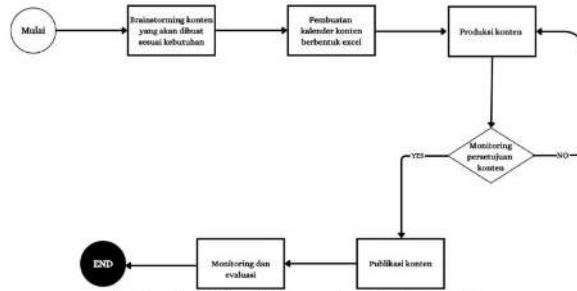 Mulai
Brainstorming konten
yang akan dibuat
sesuai kebutuhan
Pembuatan
kalender konten
berbentuk excel
Produksi konten
Monitoring
persetujuan
konten
YES
NO
Publikasi konten
Monitoring dan
evaluasi
END